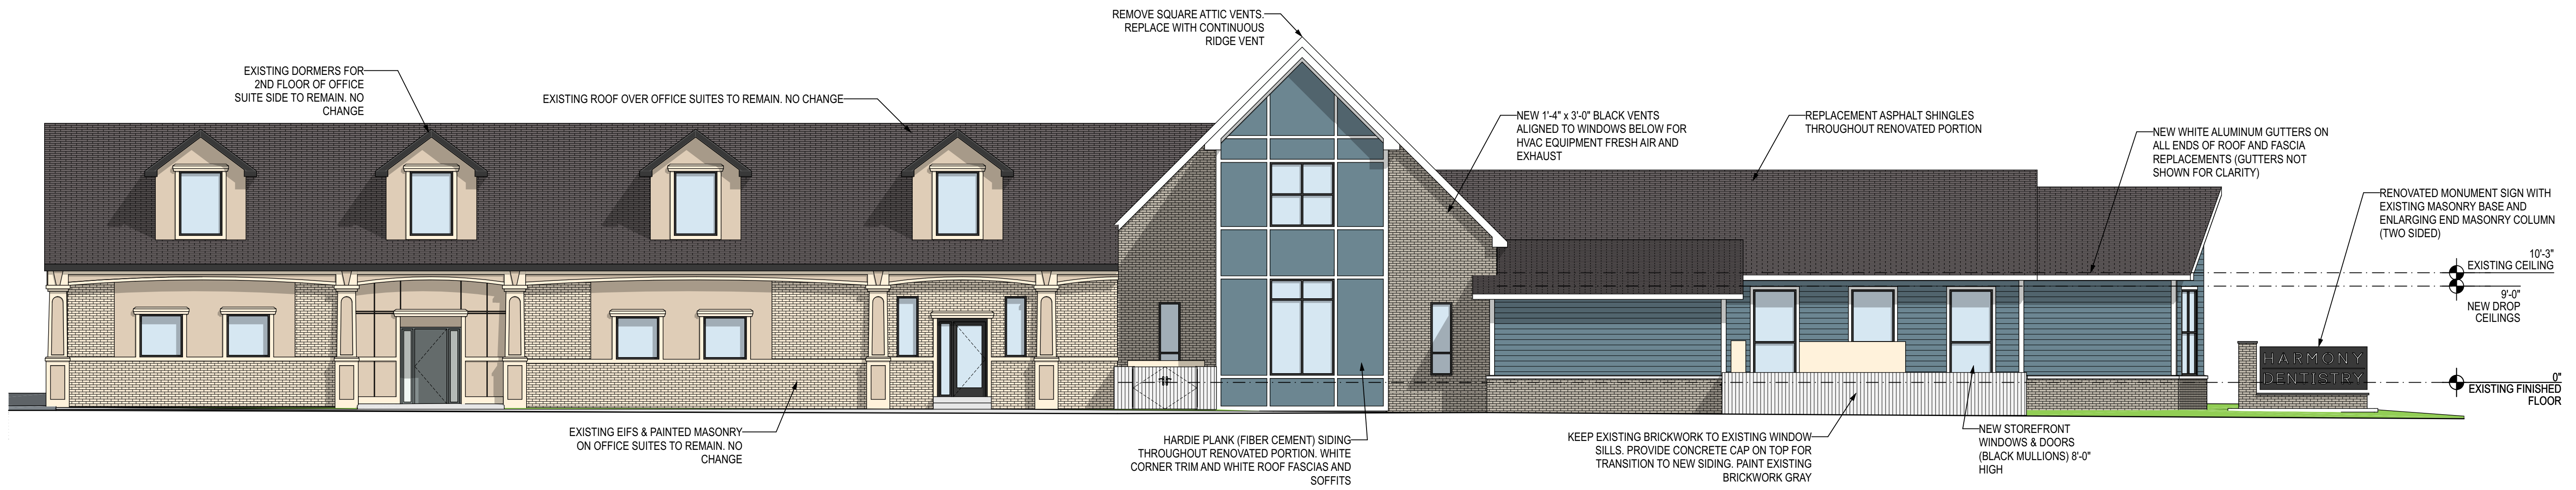 REMOVE SQUARE ATTIC VENTS.
REPLACE WITH CONTINUOUS
RIDGE VENT
EXISTING DORMERS FOR
2ND FLOOR OF OFFICE
SUITE SIDE TO REMAIN. NO
CHANGE
EXISTING ROOF OVER OFFICE SUITES TO REMAIN. NO CHANGE
NEW 1'-4" x 3'-0" BLACK VENTS
ALIGNED TO WINDOWS BELOW FOR
HVAC EQUIPMENT FRESH AIR AND
EXHAUST
REPLACEMENT ASPHALT SHINGLES
THROUGHOUT RENOVATED PORTION
NEW WHITE ALUMINUM GUTTERS ON
ALL ENDS OF ROOF AND FASCIA
REPLACEMENTS (GUTTERS NOT
SHOWN FOR CLARITY)
RENOVATED MONUMENT SIGN WITH
EXISTING MASONRY BASE AND
ENLARGING END MASONRY COLUMN
(TWO SIDED)
10'-3"
EXISTING CEILING
9'-0"
NEW DROP
CEILINGS
HARMONY
DENTISTRY
0"
EXISTING FINISHED
FLOOR
EXISTING EIFS & PAINTED MASONRY
ON OFFICE SUITES TO REMAIN. NO
CHANGE
HARDIE PLANK (FIBER CEMENT) SIDING
THROUGHOUT RENOVATED PORTION. WHITE
CORNER TRIM AND WHITE ROOF FASCIAS AND
SOFFITS
KEEP EXISTING BRICKWORK TO EXISTING WINDOW
SILLS. PROVIDE CONCRETE CAP ON TOP FOR
TRANSITION TO NEW SIDING. PAINT EXISTING
BRICKWORK GRAY
NEW STOREFRONT
WINDOWS & DOORS
(BLACK MULLIONS) 8'-0"
HIGH